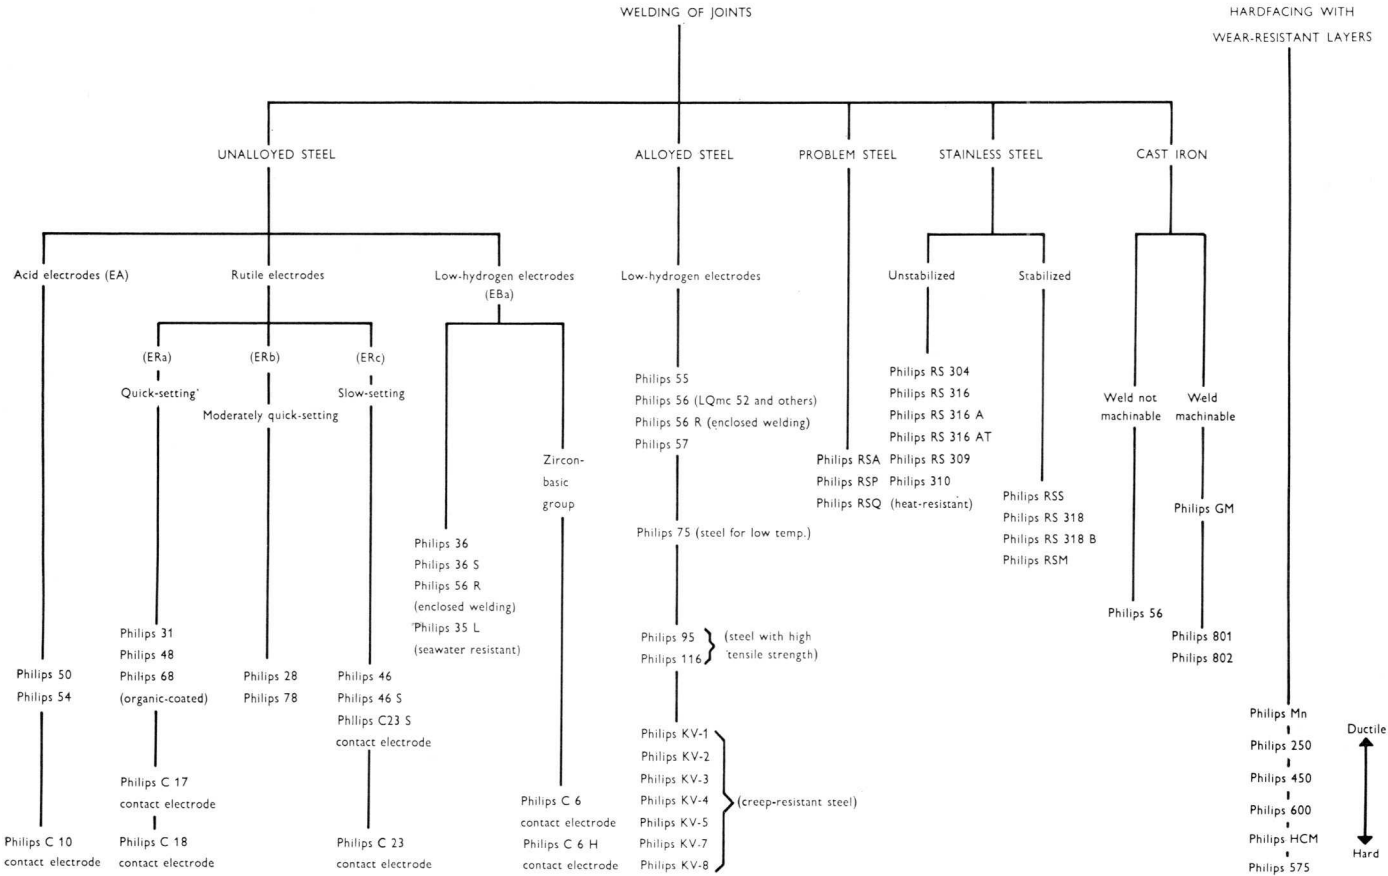 WELDING OF JOINTS
HARDFACING WITH
WEAR-RESISTANT LAYERS
UNALLOYED STEEL
ALLOYED STEEL
PROBLEM STEEL
STAINLESS STEEL
CAST IRON
Acid electrodes (EA)
Rutile electrodes
Low-hydrogen electrodes
(EBa)
Low-hydrogen electrodes
Unstabilized
Stabilized
(ERa)
Quick-setting
(ERb)
Moderately quick-setting
(ERc)
Slow-setting
Zircon-
basic
group
Weld not
machinable
Weld
machinable
Philips 50
Philips 54
Philips C 10
contact electrode
Philips 31
Philips 48
Philips 68
(organic-coated)
Philips C 17
contact electrode
Philips C 18
contact electrode
Philips 28
Philips 78
Philips 46
Philips 46 S
Philips C23 S
contact electrode
Philips C 23
contact electrode
Philips 36
Philips 36 S
Philips 56 R
(enclosed welding)
Philips 35 L
(seawater resistant)
Philips C 6
contact electrode
Philips C 6 H
contact electrode
Philips 55
Philips 56 (LQmc 52 and others)
Philips 56 R (enclosed welding)
Philips 57
Philips 75 (steel for low temp.)
Philips 95
Philips 116
(steel with high
tensile strength)
Philips KV-1
Philips KV-2
Philips KV-3
Philips KV-4
Philips KV-5
Philips KV-7
Philips KV-8
(creep-resistant steel)
Philips RSA
Philips RSP
Philips RSQ
Philips RS 304
Philips RS 316
Philips RS 316 A
Philips RS 316 AT
Philips RS 309
Philips 310
(heat-resistant)
Philips RSS
Philips RS 318
Philips RS 318 B
Philips RSM
Philips 56
Philips GM
Philips 801
Philips 802
Philips Mn
Philips 250
Philips 450
Philips 600
Philips HCM
Philips 575
Ductile
Hard